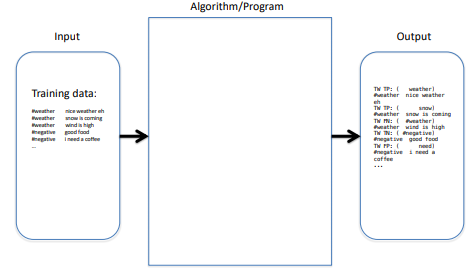 Algorithm/Program
Input
Output
Training data:
#weather nice weather eh
#weather snow is coming
#weather wind is high
#negative good food
#negative i need a coffee
...
TW TP: ( weather)
#weather nice weather
eh
TW TP: ( snow)
#weather snow is coming
TW FN: ( #weather)
#weather wind is high
TW TN: ( #negative)
#negative good food
TW FP: ( need)
#negative i need a
coffee
...